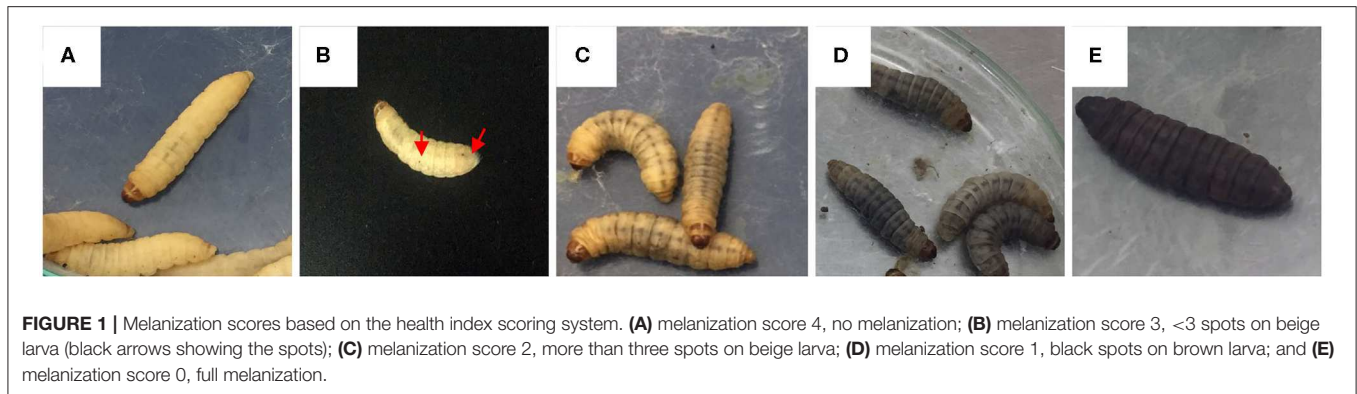 A B C D E
FIGURE 1 | Melanization scores based on the health index scoring system. (A) melanization score 4, no melanization; (B) melanization score 3, <3 spots on beige
larva (black arrows showing the spots); (C) melanization score 2, more than three spots on beige larva; (D) melanization score 1, black spots on brown larva; and (E)
melanization score 0, full melanization.